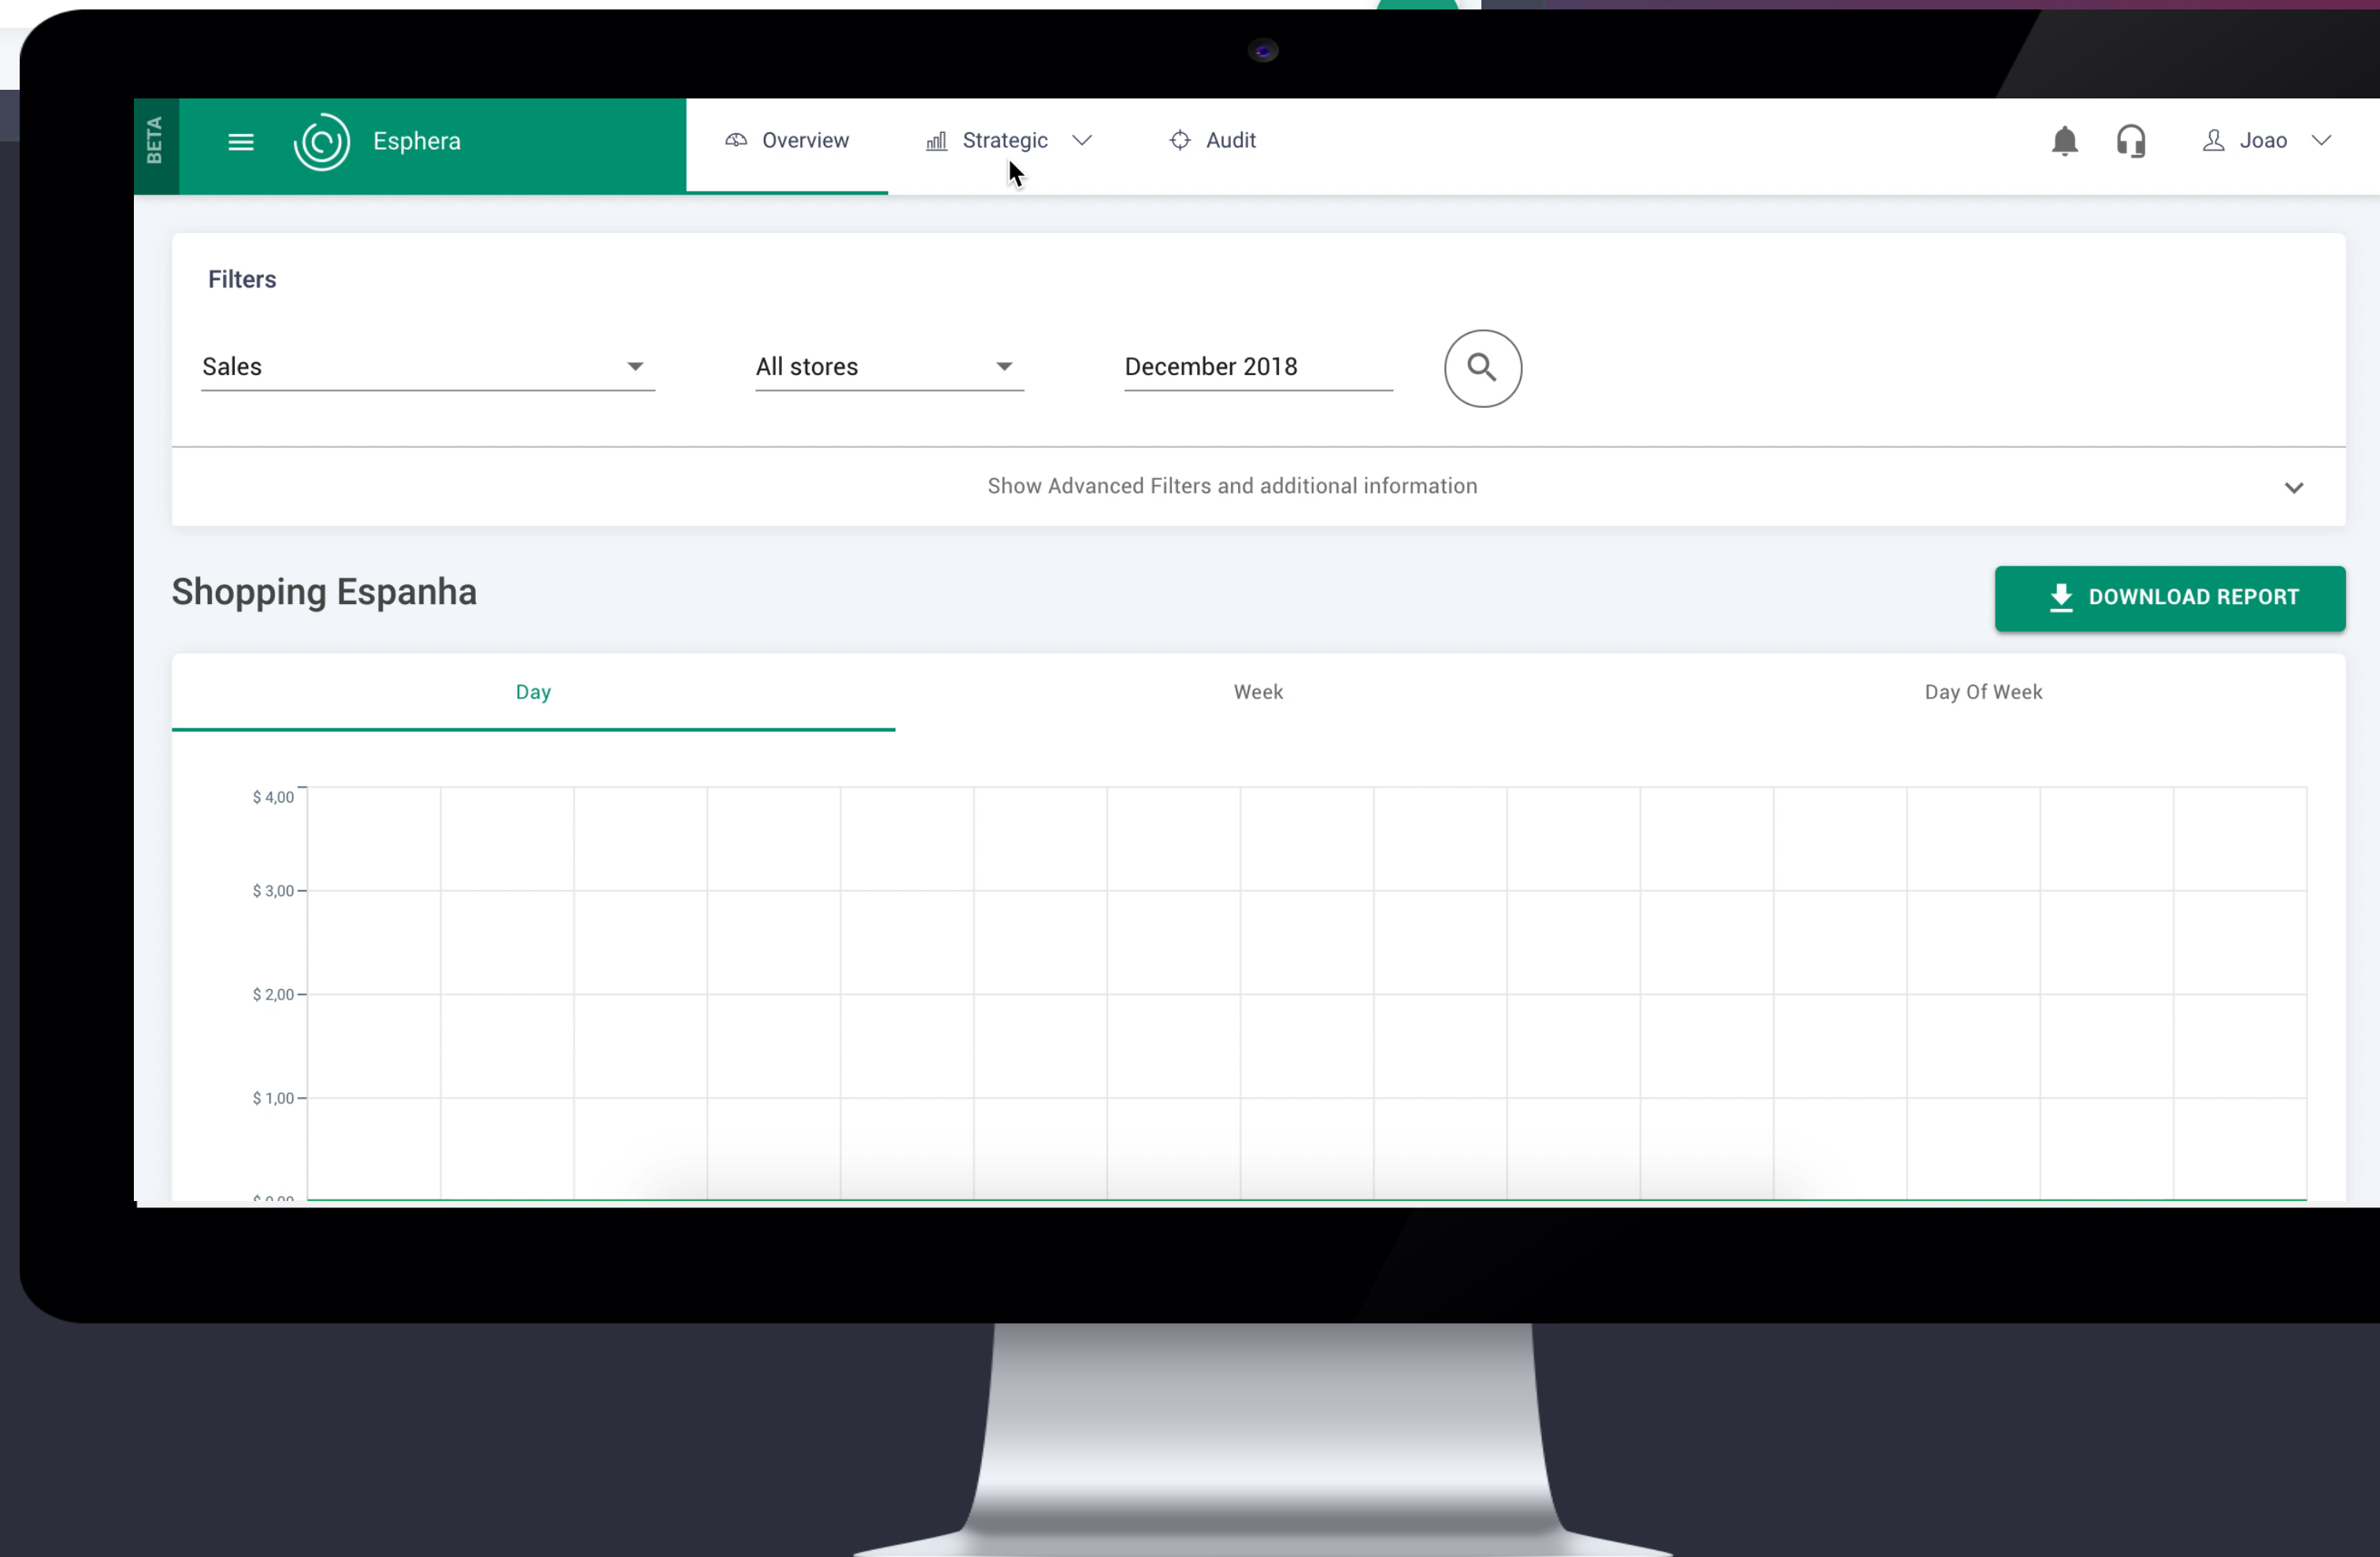 BETA
Esphera
Overview
Strategic
Audit
Joao
Filters
Sales
All stores
December 2018
Show Advanced Filters and additional information
Shopping Espanha
DOWNLOAD REPORT
Day
Week
Day Of Week
$ 4,00
$ 3,00
$ 2,00
$ 1,00